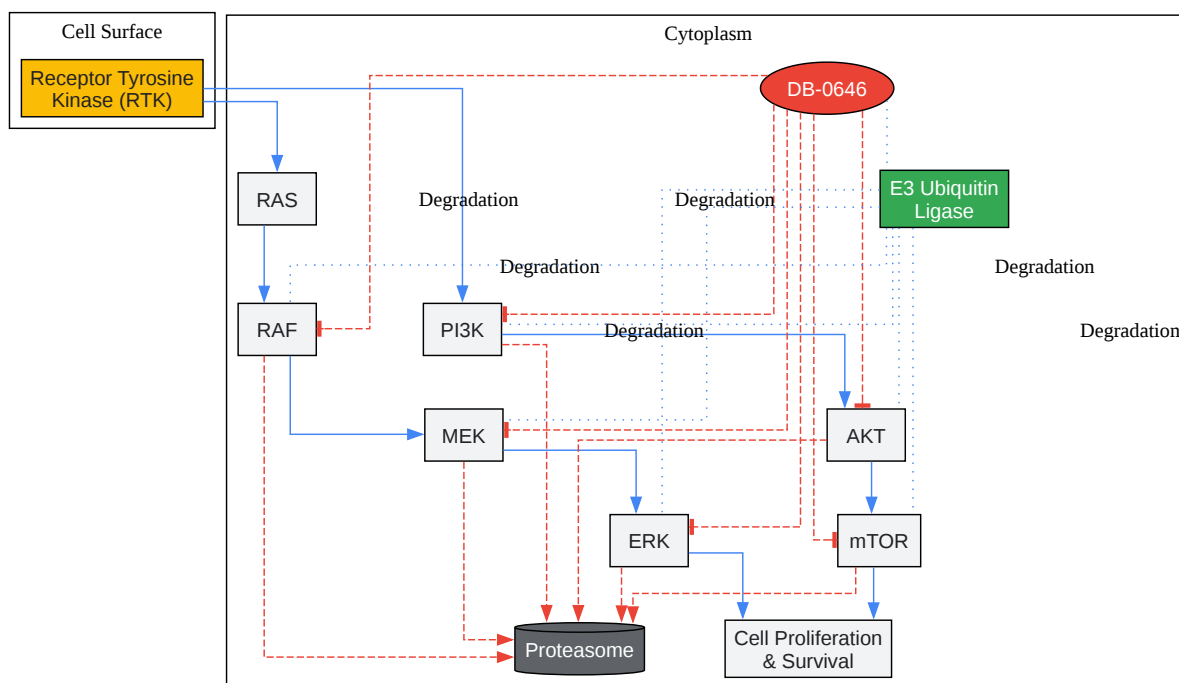 Cell Surface
Cytoplasm
Receptor Tyrosine
Kinase (RTK)
DB-0646
RAS
Degradation
Degradation
E3 Ubiquitin
Ligase
Degradation
Degradation
RAF
PI3K
Degradation
Degradation
MEK
AKT
ERK
mTOR
Proteasome
Cell Proliferation
& Survival